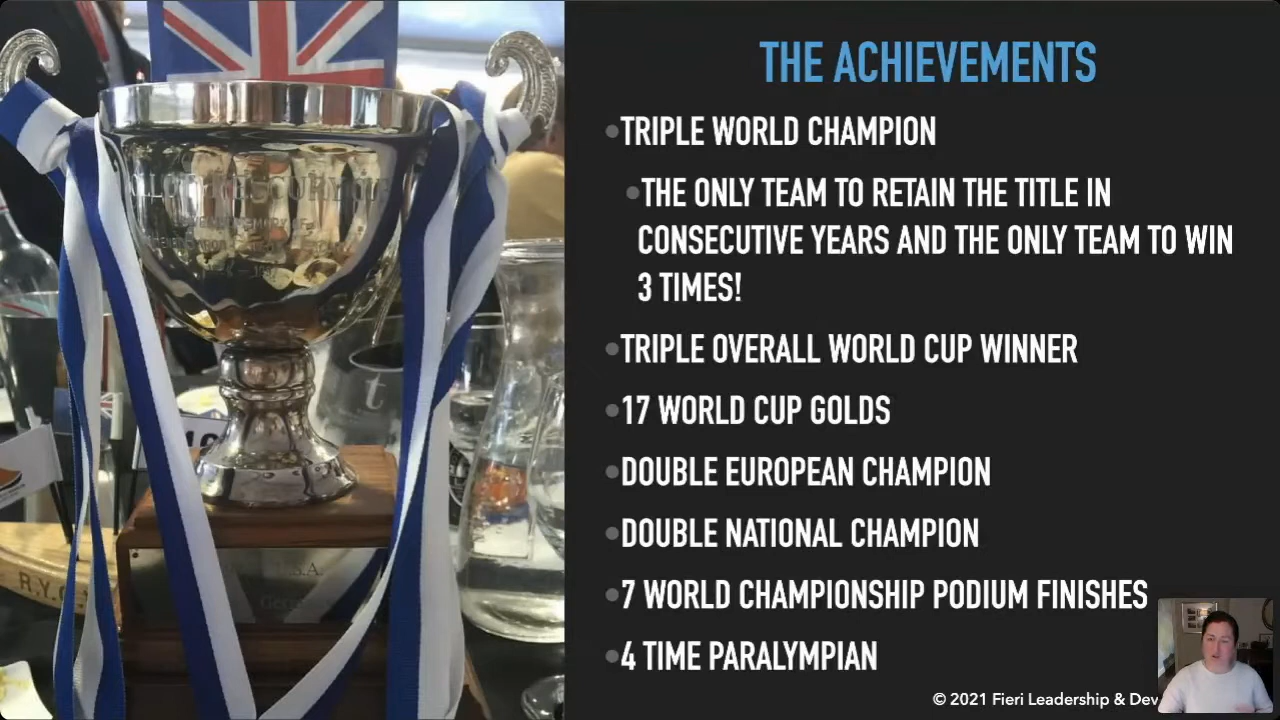 THE ACHIEVEMENTS
•TRIPLE WORLD CHAMPION
•THE ONLY TEAM TO RETAIN THE TITLE IN
CONSECUTIVE YEARS AND THE ONLY TEAM TO WIN
3 TIMES!
•TRIPLE OVERALL WORLD CUP WINNER
•17 WORLD CUP GOLDS
•DOUBLE EUROPEAN CHAMPION
•DOUBLE NATIONAL CHAMPION
•7 WORLD CHAMPIONSHIP PODIUM FINISHES
•4 TIME PARALYMPIAN
© 2021 Fieri Leadership & Dev